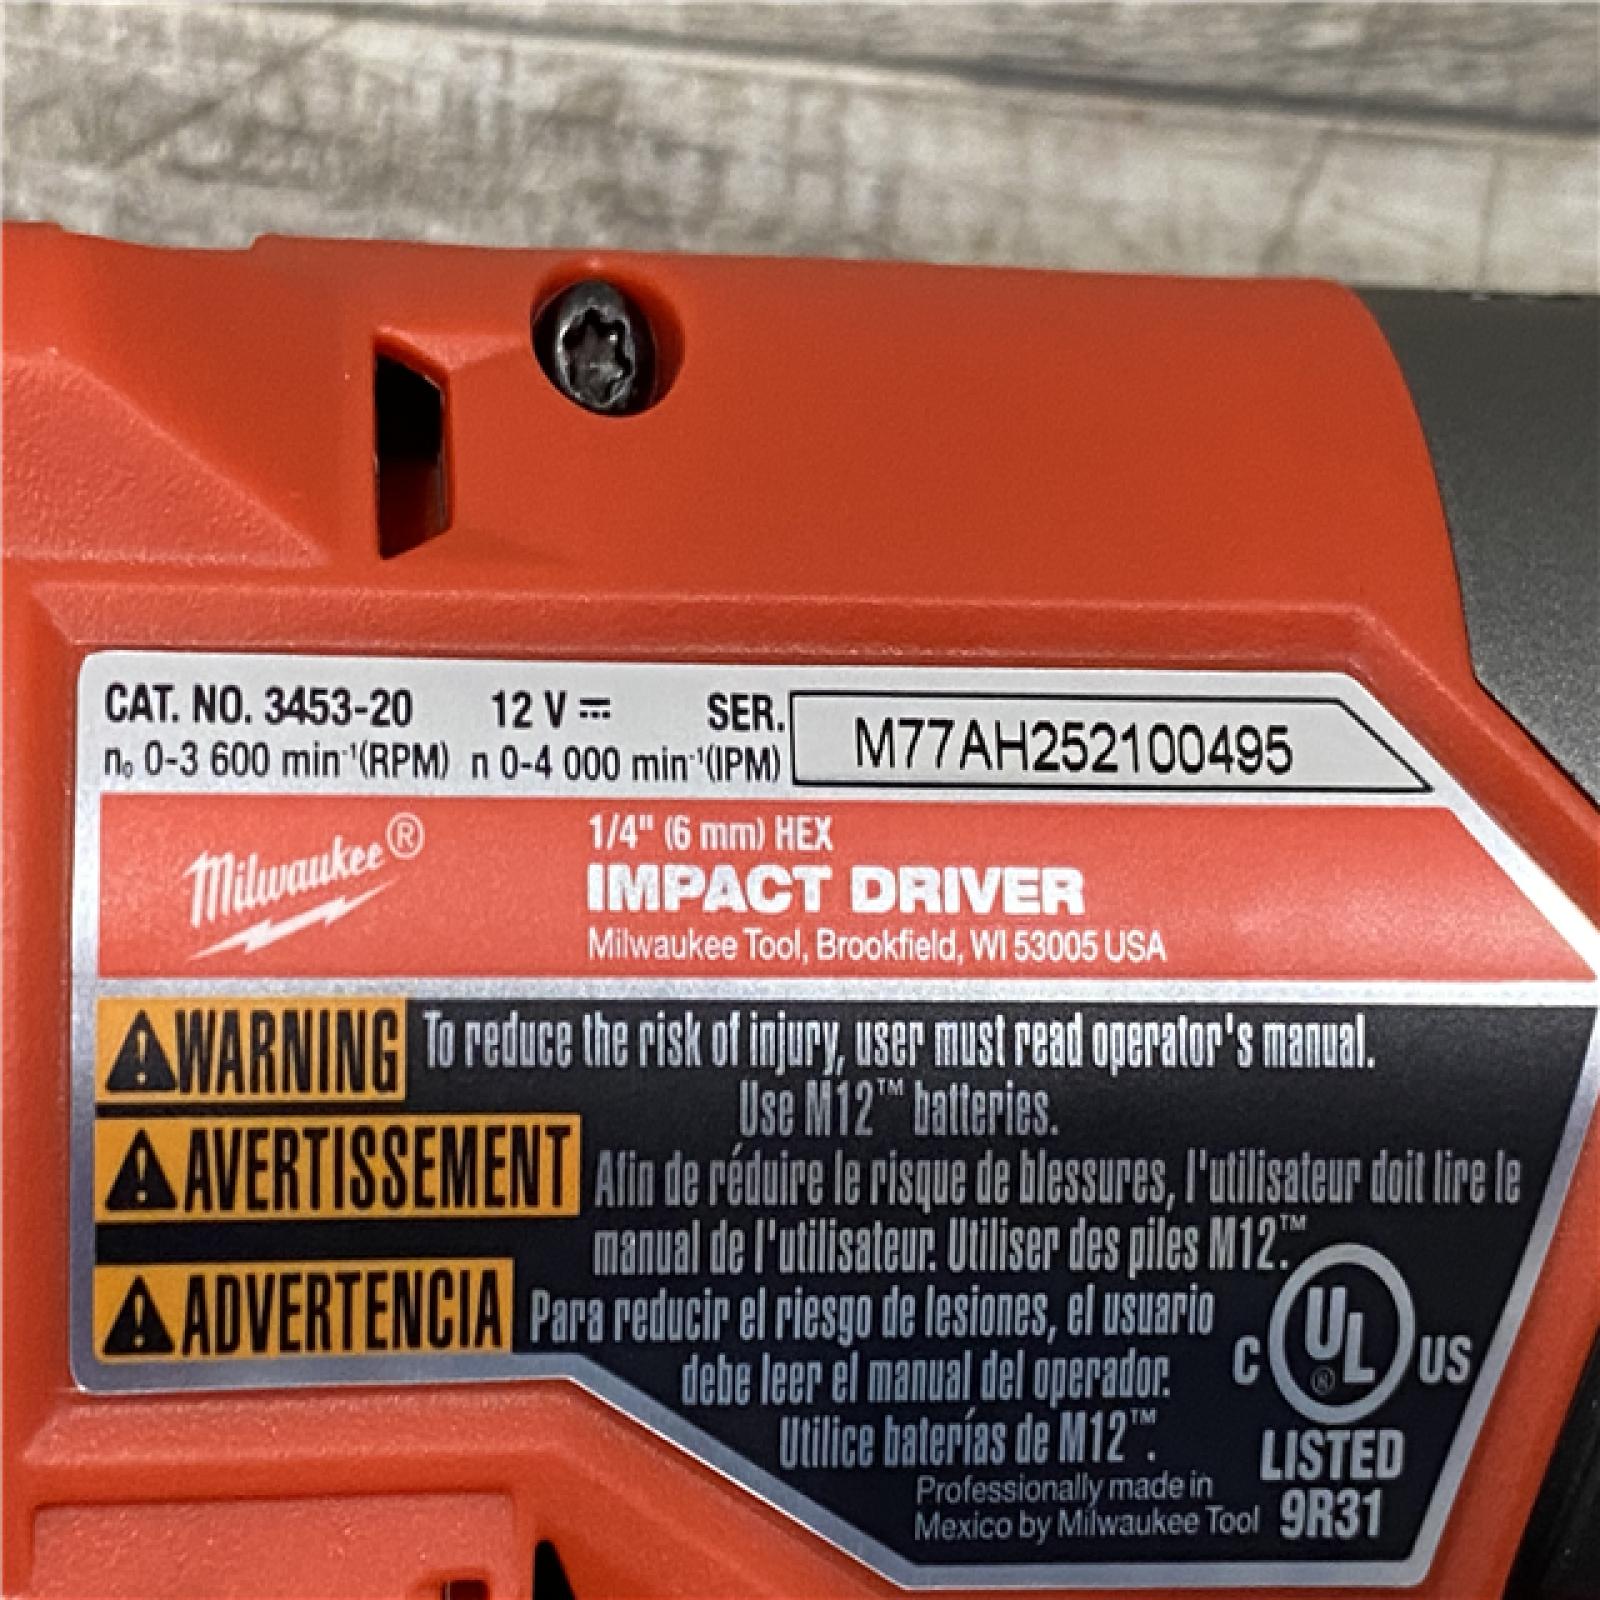 CAT. NO. 3453-20 12 V ⎓ SER. M77AH252100495
n₀ 0-3 600 min⁻¹(RPM) n 0-4 000 min⁻¹(IPM)
Milwaukee®
1/4" (6 mm) HEX
IMPACT DRIVER
Milwaukee Tool, Brookfield, WI 53005 USA
WARNING To reduce the risk of injury, user must read operator's manual.
Use M12™ batteries.
AVERTISSEMENT Afin de réduire le risque de blessures, l'utilisateur doit lire le
manual de l'utilisateur. Utiliser des piles M12.™
ADVERTENCIA Para reducir el riesgo de lesiones, el usuario
debe leer el manual del operador.
Utilice baterías de M12™.
Professionally made in
Mexico by Milwaukee Tool
C UL® US
LISTED
9R31